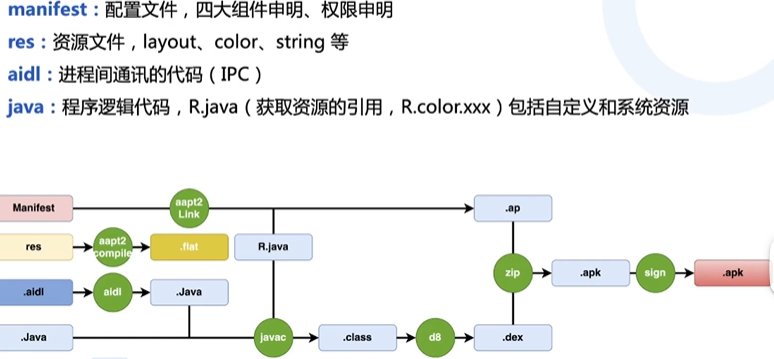 manifest：配置文件，四大组件申明、权限申明
res：资源文件，layout、color、string 等
aidl：进程间通讯的代码（IPC）
java：程序逻辑代码，R.java（获取资源的引用，R.color.xxx）包括自定义和系统资源
Manifest
aapt2 Link
.ap
res
aapt2 compile
.flat
R.java
zip
.apk
sign
.apk
.aidl
aidl
.Java
.Java
javac
.class
d8
.dex